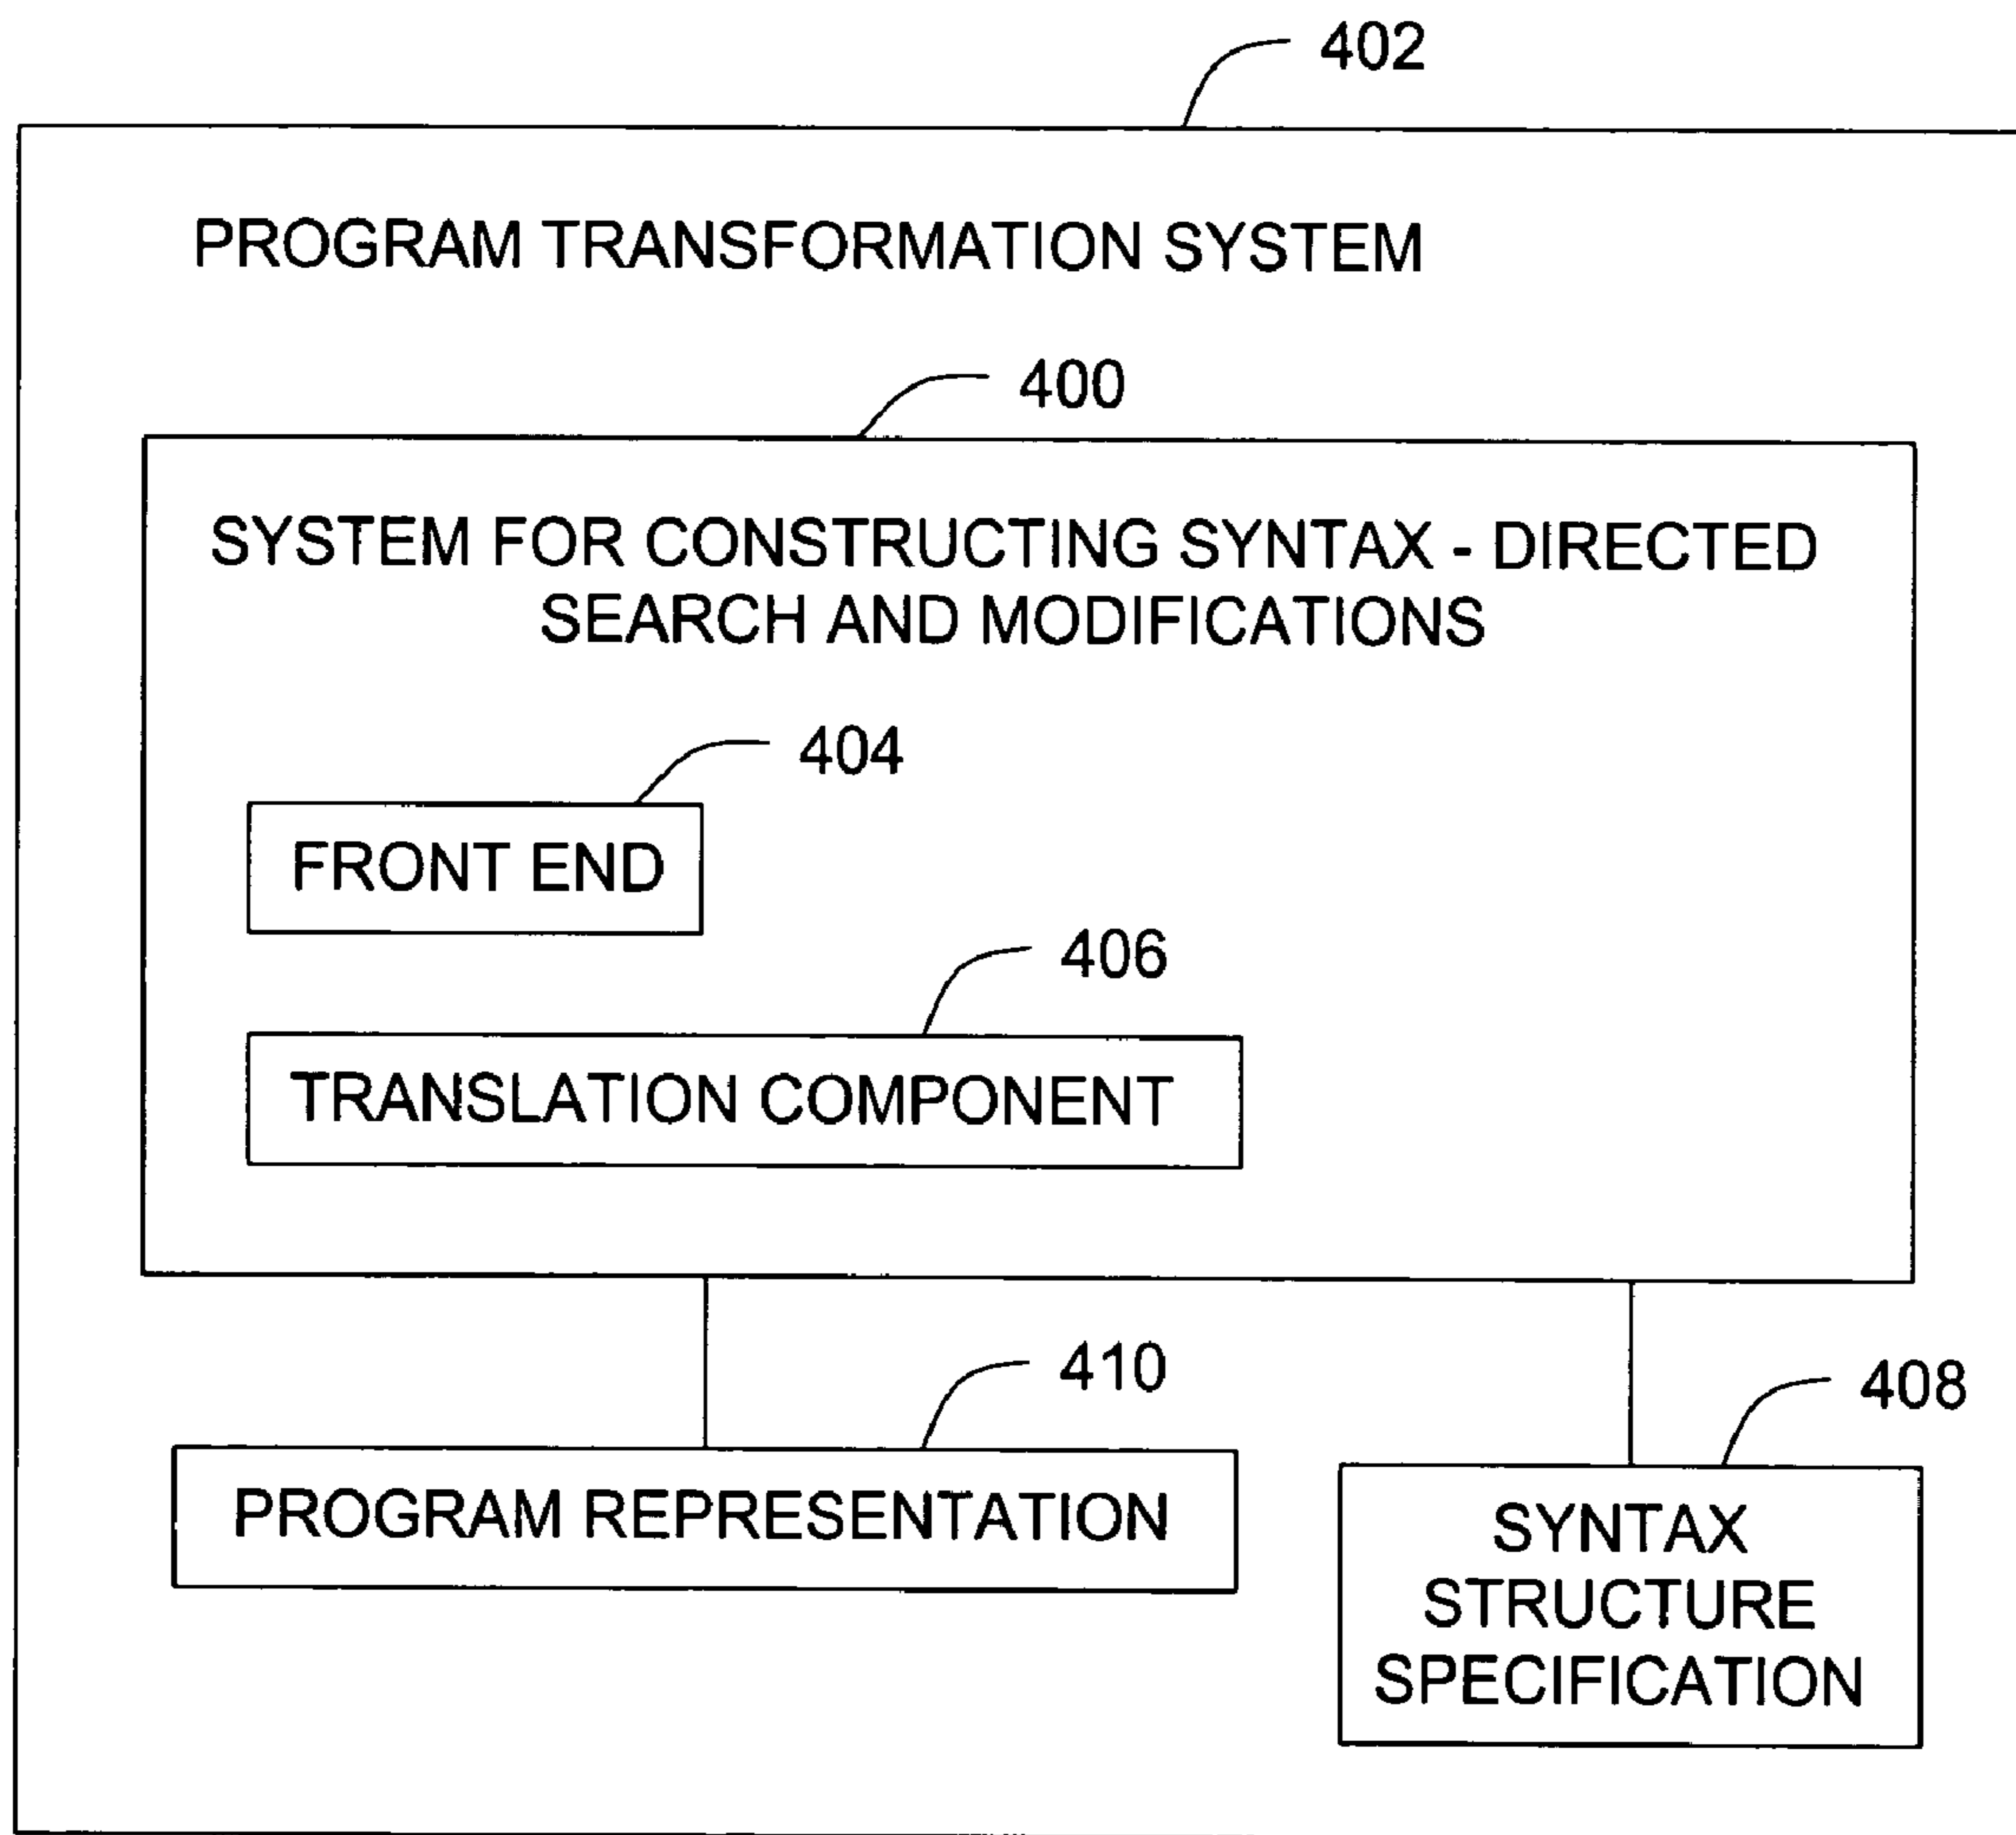 402
PROGRAM TRANSFORMATION SYSTEM
400
SYSTEM FOR CONSTRUCTING SYNTAX - DIRECTED
SEARCH AND MODIFICATIONS
404
FRONT END
406
TRANSLATION COMPONENT
410
PROGRAM REPRESENTATION
408
SYNTAX
STRUCTURE
SPECIFICATION